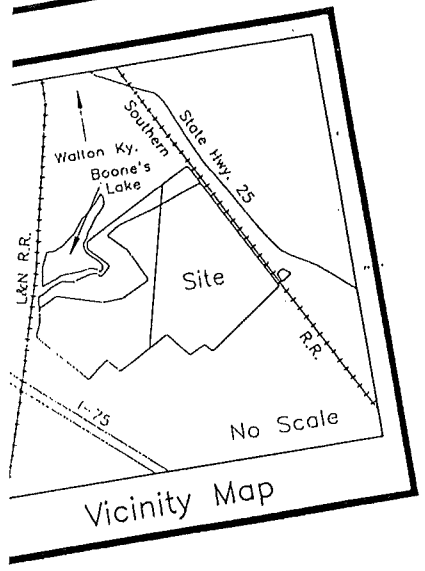 Southern
State Hwy. 25
Walton Ky.
Boone's
Lake
L&N R.R.
Site
R.R.
I-75
No Scale
Vicinity Map